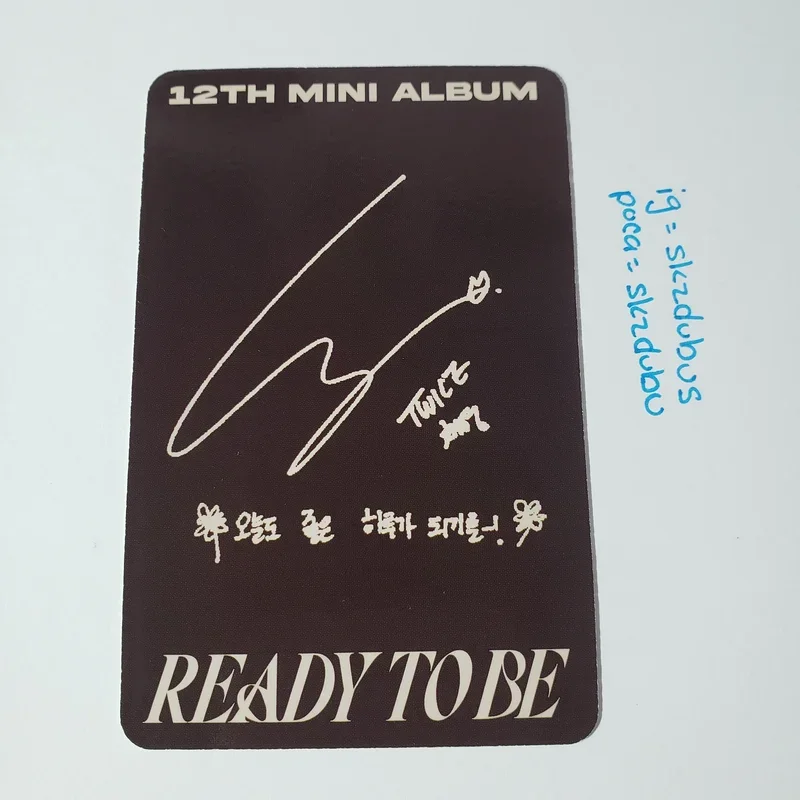 12TH MINI ALBUM
TWICE
오늘도 좋은 하루가 되기를~!
READY TO BE
ig = skzdubus
poca = skzdubu